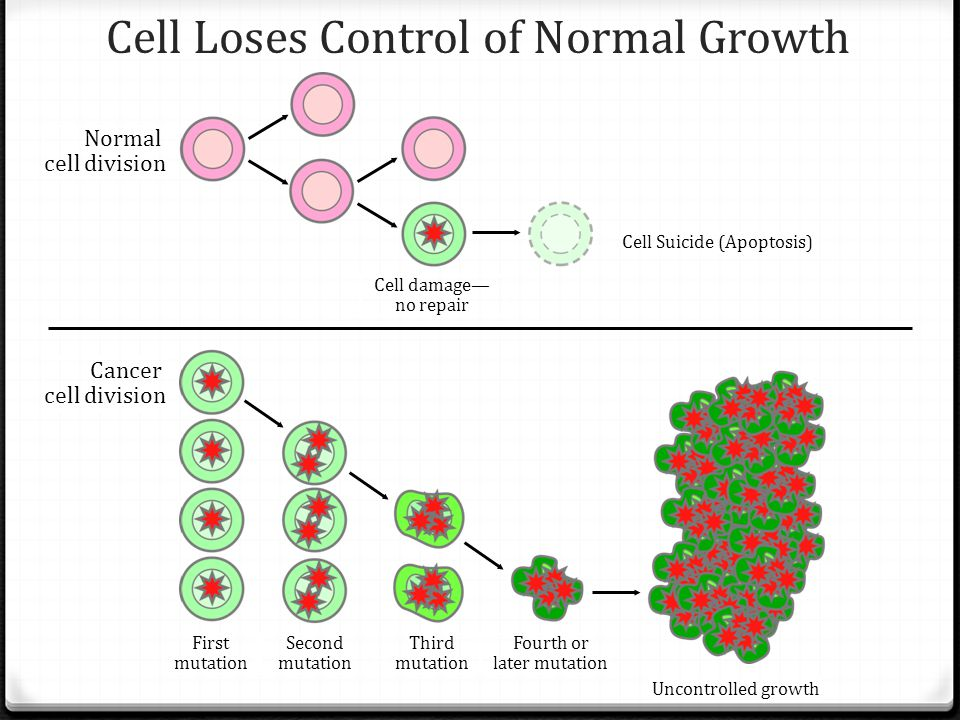 Cell Loses Control of Normal Growth
Normal
cell division
Cell Suicide (Apoptosis)
Cell damage—
no repair
Cancer
cell division
First
mutation
Second
mutation
Third
mutation
Fourth or
later mutation
Uncontrolled growth